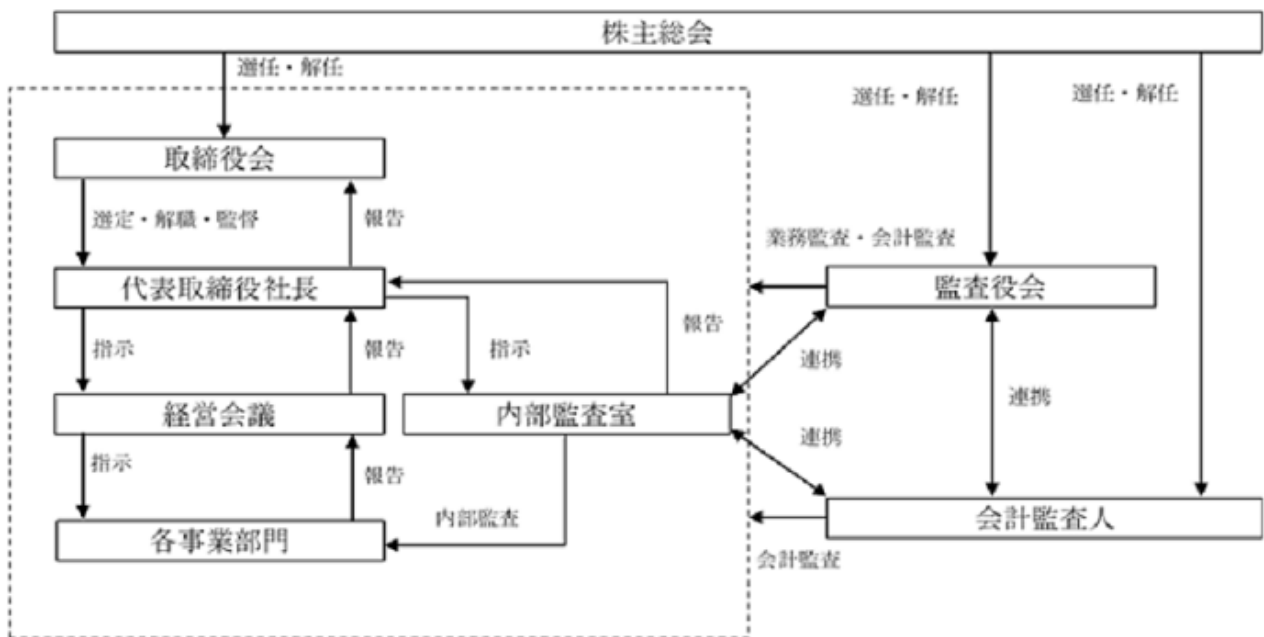 株主総会
選任・解任
選任・解任
選任・解任
取締役会
選定・解職・監督
報告
業務監査・会計監査
代表取締役社長
監査役会
報告
指示
報告
指示
連携
連携
経営会議
内部監査室
連携
指示
報告
内部監査
会計監査人
各事業部門
会計監査